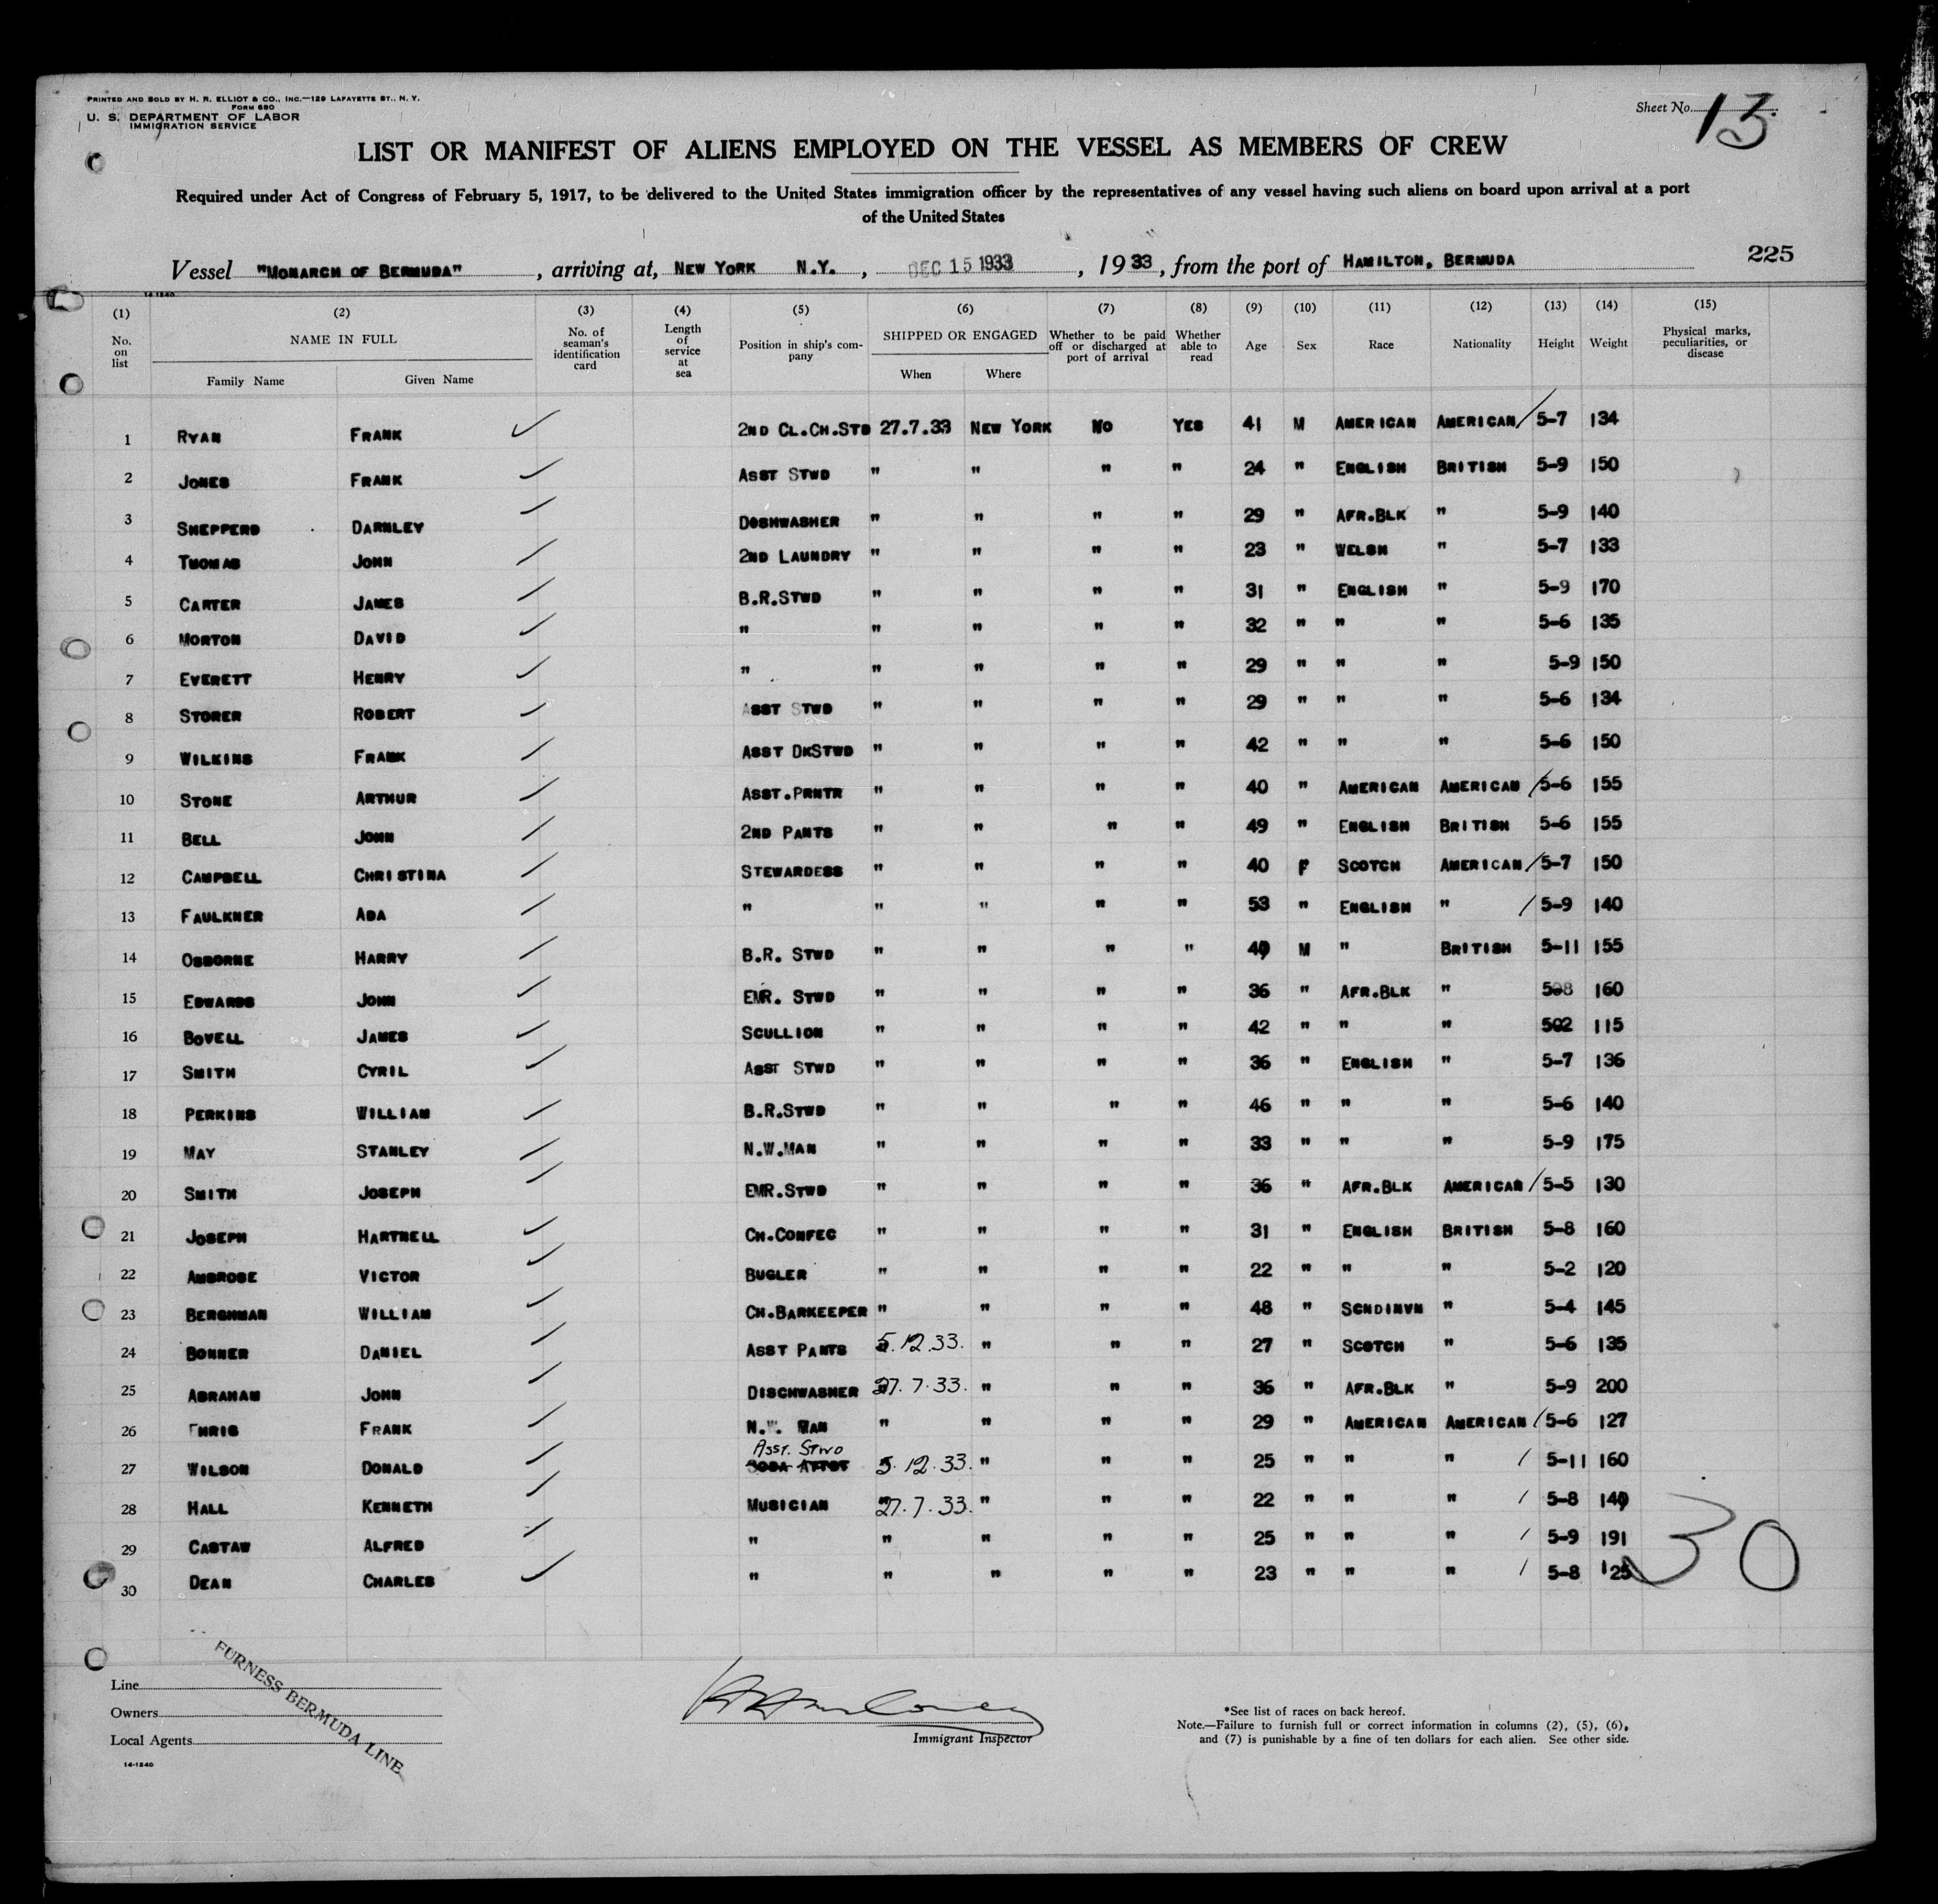 PRINTED AND SOLD BY H. R. ELLIOT & CO., INC.—129 LAFAYETTE ST., N. Y.
FORM 680
U. S. DEPARTMENT OF LABOR
IMMIGRATION SERVICE
Sheet No. 13
LIST OR MANIFEST OF ALIENS EMPLOYED ON THE VESSEL AS MEMBERS OF CREW
Required under Act of Congress of February 5, 1917, to be delivered to the United States immigration officer by the representatives of any vessel having such aliens on board upon arrival at a port
of the United States
Vessel "MONARCH OF BERMUDA", arriving at, NEW YORK N.Y., DEC 15 1933, 1933, from the port of HAMILTON, BERMUDA 225
14-1240
(1) (2) (3) (4) (5) (6) (7) (8) (9) (10) (11) (12) (13) (14) (15)
No. on list NAME IN FULL Family Name Given Name No. of seaman's identification card Length of service at sea Position in ship's company SHIPPED OR ENGAGED When Where Whether to be paid off or discharged at port of arrival Whether able to read Age Sex Race Nationality Height Weight Physical marks, peculiarities, or disease
1 RYAN FRANK 2ND CL.CH.STD 27.7.33 NEW YORK NO YES 41 M AMERICAN AMERICAN 5-7 134
2 JONES FRANK ASST STWD " " " " 24 " ENGLISH BRITISH 5-9 150
3 SHEPPERD DARNLEY DOSHWASHER " " " " 29 " AFR.BLK " 5-9 140
4 THOMAS JOHN 2ND LAUNDRY " " " " 23 " WELSH " 5-7 133
5 CARTER JAMES B.R.STWD " " " " 31 " ENGLISH " 5-9 170
6 MORTON DAVID " " " " " 32 " " " 5-6 135
7 EVERETT HENRY " " " " " 29 " " " 5-9 150
8 STORER ROBERT ASST STWD " " " " 29 " " " 5-6 134
9 WILKINS FRANK ASST DKSTWD " " " " 42 " " " 5-6 150
10 STONE ARTHUR ASST.PRNTR " " " " 40 " AMERICAN AMERICAN 5-6 155
11 BELL JOHN 2ND PANTS " " " " 49 " ENGLISH BRITISH 5-6 155
12 CAMPBELL CHRISTINA STEWARDESS " " " " 40 F SCOTCH AMERICAN 5-7 150
13 FAULKNER ADA " " " " " 53 " ENGLISH " 5-9 140
14 OSBORNE HARRY B.R. STWD " " " " 49 M " BRITISH 5-11 155
15 EDWARDS JOHN EMR. STWD " " " " 36 " AFR.BLK " 508 160
16 BOVELL JAMES SCULLION " " " " 42 " " " 502 115
17 SMITH CYRIL ASST STWD " " " " 36 " ENGLISH " 5-7 136
18 PERKINS WILLIAM B.R.STWD " " " " 46 " " " 5-6 140
19 MAY STANLEY N.W.MAN " " " " 33 " " " 5-9 175
20 SMITH JOSEPH EMR.STWD " " " " 36 " AFR.BLK AMERICAN 5-5 130
21 JOSEPH HARTNELL CH.CONFEC " " " " 31 " ENGLISH BRITISH 5-8 160
22 AMBROSE VICTOR BUGLER " " " " 22 " " " 5-2 120
23 BERGHMAN WILLIAM CH.BARKEEPER " " " " 48 " SCNDINVN " 5-4 145
24 BONNER DANIEL ASST PANTS 5.12.33. " " " 27 " SCOTCH " 5-6 135
25 ABRAHAM JOHN DISCHWASHER 27.7.33. " " " 36 " AFR.BLK " 5-9 200
26 FRANK N.W. MAN " " " " 29 " AMERICAN AMERICAN 5-6 127
27 WILSON DONALD ASST. STWD SODA ATTDT 5.12.33. " " " 25 " " " 5-11 160
28 HALL KENNETH MUSICIAN 27.7.33. " " " 22 " " " 5-8 140
29 CASTAW ALFRED " " " " " 25 " " " 5-9 191
30 DEAN CHARLES " " " " " 23 " " " 5-8 125
30
Line
Owners
Local Agents
FURNESS BERMUDA LINE
14-1240
Immigrant Inspector
*See list of races on back hereof.
Note.—Failure to furnish full or correct information in columns (2), (5), (6),
and (7) is punishable by a fine of ten dollars for each alien. See other side.